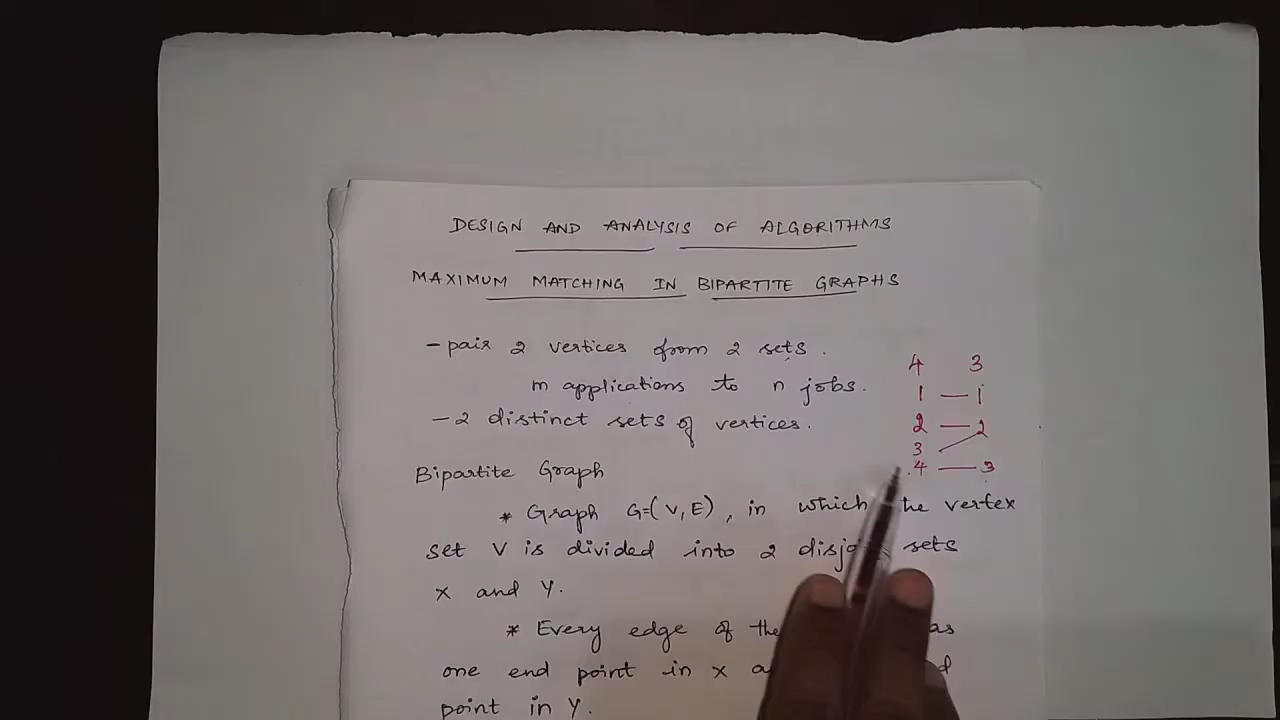 DESIGN AND ANALYSIS OF ALGORITHMS
MAXIMUM MATCHING IN BIPARTITE GRAPHS
- pair 2 vertices from 2 sets.
m applications to n jobs.
- 2 distinct sets of vertices.
4 3
1 — 1
2 — 2
3
4 — 3
Bipartite Graph
* Graph G=(V,E), in which the vertex
set V is divided into 2 sets
X and Y.
* Every edge of the as
one end point in X
point in Y.